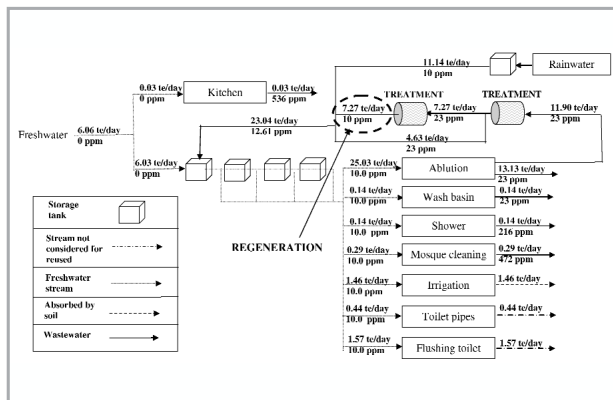 11.14 te/day
10 ppm
Rainwater
0.03 te/day
0 ppm
Kitchen
0.03 te/day
536 ppm
TREATMENT
TREATMENT
7.27 te/day
10 ppm
7.27 te/day
23 ppm
11.90 te/day
23 ppm
Freshwater
6.06 te/day
0 ppm
23.04 te/day
12.61 ppm
4.63 te/day
23 ppm
6.03 te/day
0 ppm
25.03 te/day
10.0 ppm
Ablution
13.13 te/day
23 ppm
0.14 te/day
10.0 ppm
Wash basin
0.14 te/day
23 ppm
REGENERATION
0.14 te/day
10.0 ppm
Shower
0.14 te/day
216 ppm
0.29 te/day
10.0 ppm
Mosque cleaning
0.29 te/day
472 ppm
1.46 te/day
10.0 ppm
Irrigation
1.46 te/day
0.44 te/day
10.0 ppm
Toilet pipes
0.44 te/day
1.57 te/day
10.0 ppm
Flushing toilet
1.57 te/day
Storage
tank
Stream not
considered for
reused
Freshwater
stream
Absorbed by
soil
Wastewater